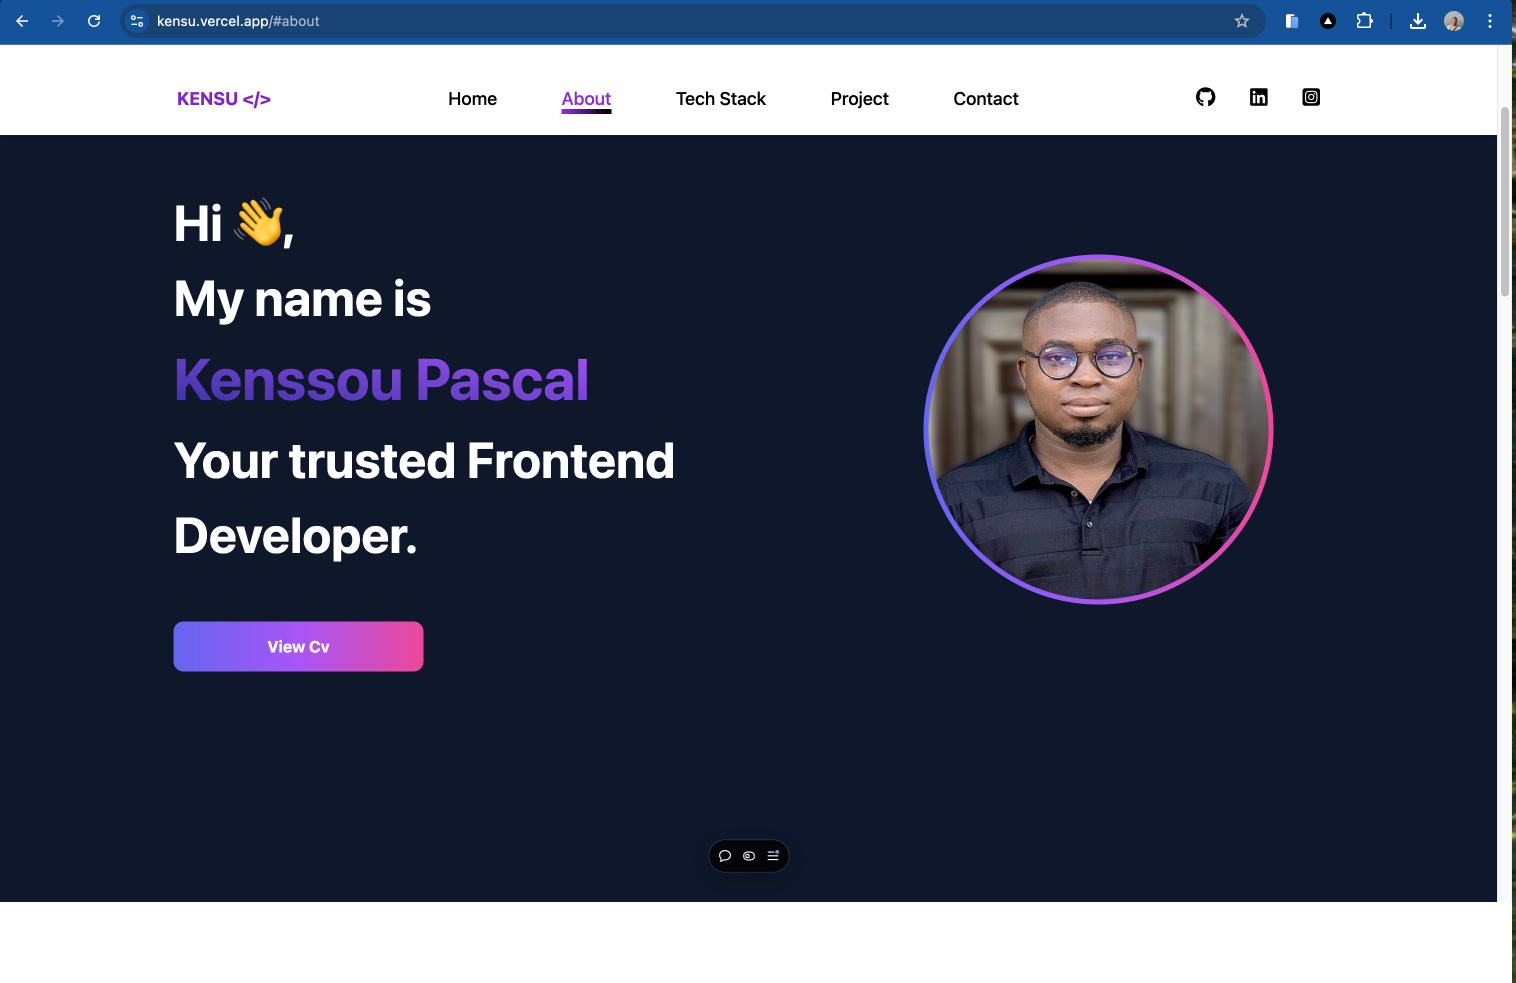 kensu.vercel.app/#about
KENSU </>
Home
About
Tech Stack
Project
Contact
Hi 👋,
My name is
Kenssou Pascal
Your trusted Frontend
Developer.
View Cv